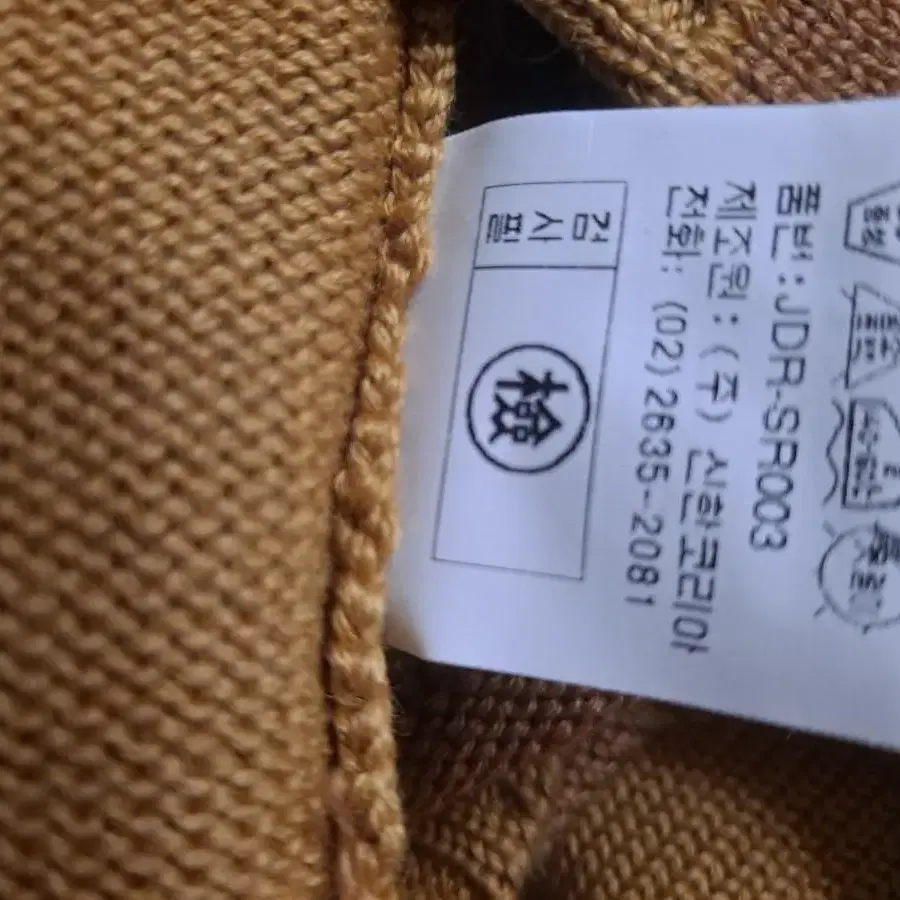 품번:JDR-SR003
제조원:(주) 신한코리아
전화: (02)2635-2081
검사필
檢